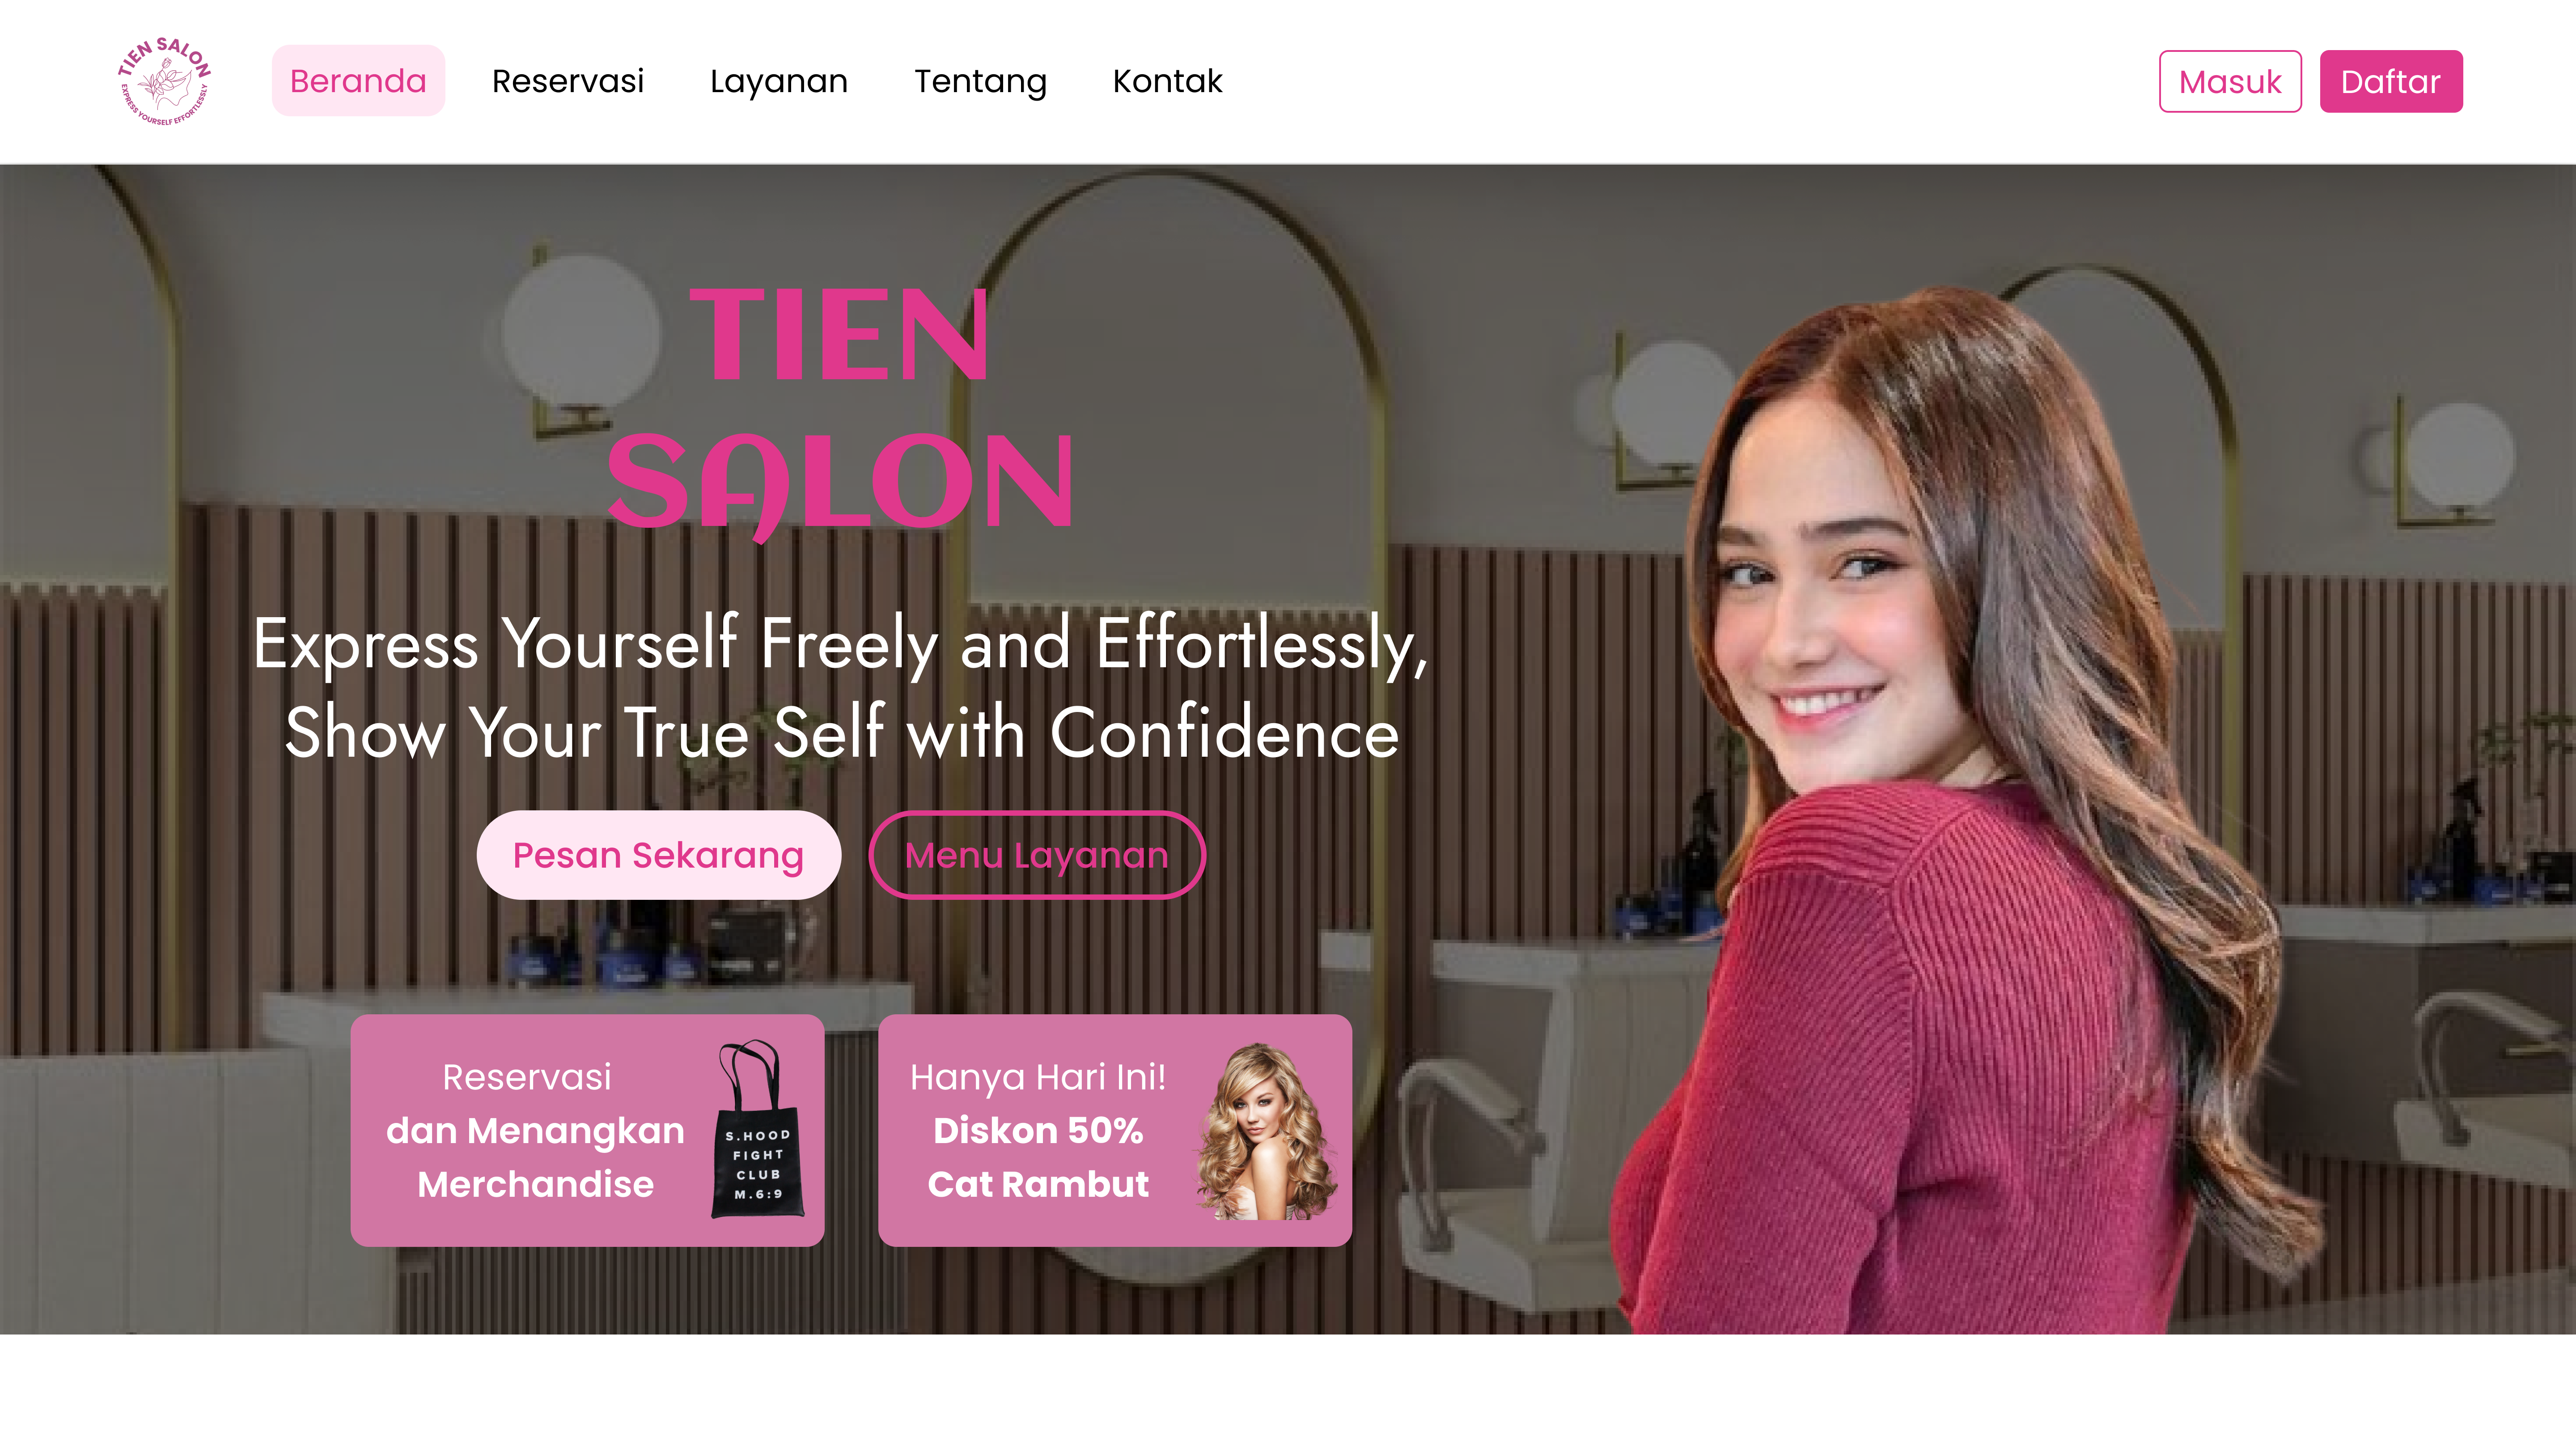 TIEN SALON
EXPRESS YOURSELF EFFORTLESSLY
Beranda
Reservasi
Layanan
Tentang
Kontak
Masuk
Daftar
TIEN
SALON
Express Yourself Freely and Effortlessly,
Show Your True Self with Confidence
Pesan Sekarang
Menu Layanan
Reservasi
dan Menangkan
Merchandise
S.HOOD
FIGHT
CLUB
M.6:9
Hanya Hari Ini!
Diskon 50%
Cat Rambut